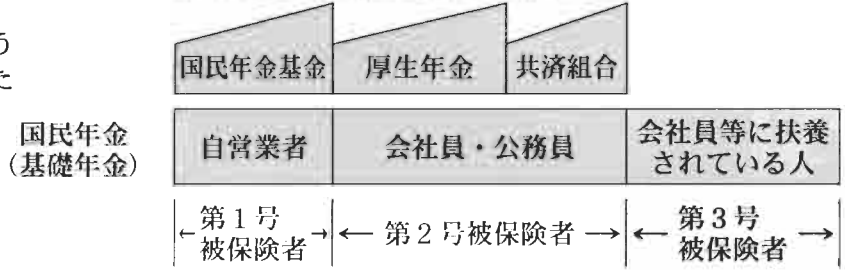 う
た
国民年金基金 厚生年金 共済組合
国民年金
(基礎年金)
自営業者 会社員・公務員 会社員等に扶養
されている人
第1号
被保険者
第2号被保険者
第3号
被保険者